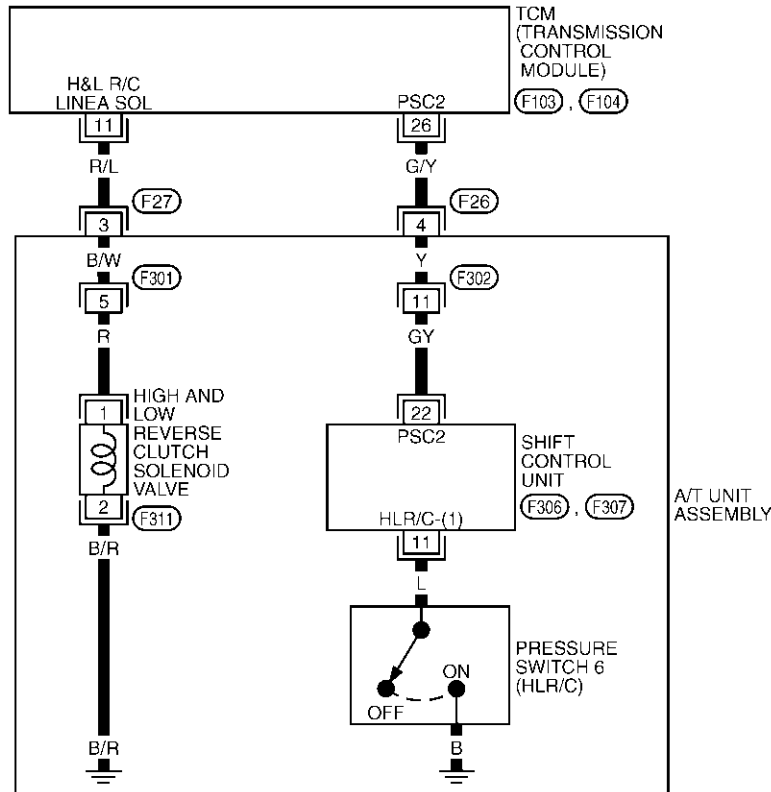 TCM
(TRANSMISSION
CONTROL
MODULE)
F103 , F104
H&L R/C
LINEA SOL
PSC2
11
26
R/L
G/Y
F27
F26
3
4
B/W
Y
F301
F302
5
11
R
GY
1
HIGH AND
LOW
REVERSE
CLUTCH
SOLENOID
VALVE
2
F311
22
PSC2
SHIFT
CONTROL
UNIT
F306 , F307
HLR/C-(1)
11
A/T UNIT
ASSEMBLY
B/R
L
PRESSURE
SWITCH 6
(HLR/C)
ON
OFF
B/R
B